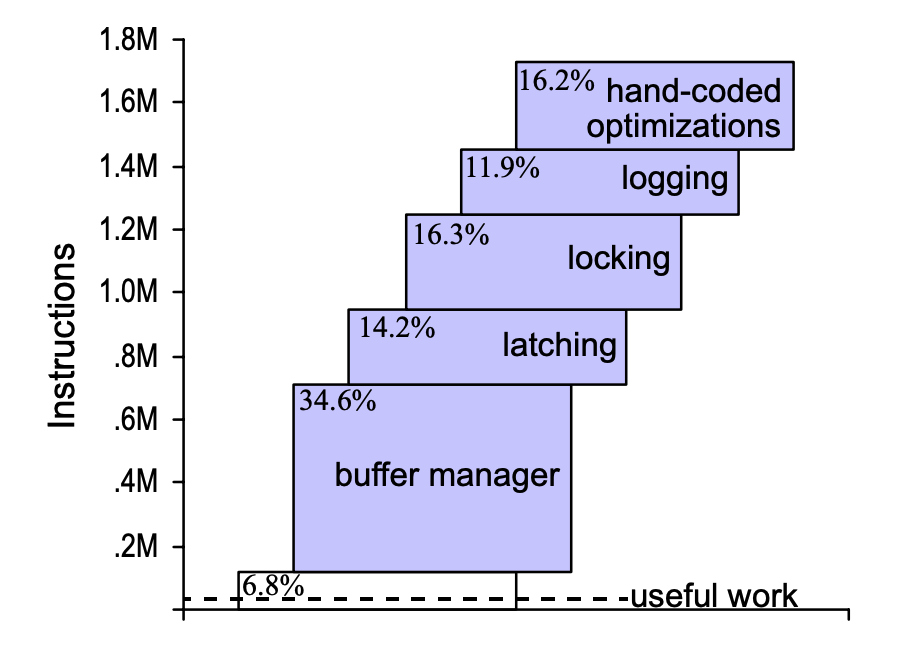 1.8M
1.6M
1.4M
1.2M
1.0M
.8M
.6M
.4M
.2M
Instructions
16.2% hand-coded
optimizations
11.9% logging
16.3%
locking
14.2%
latching
34.6%
buffer manager
6.8%
useful work